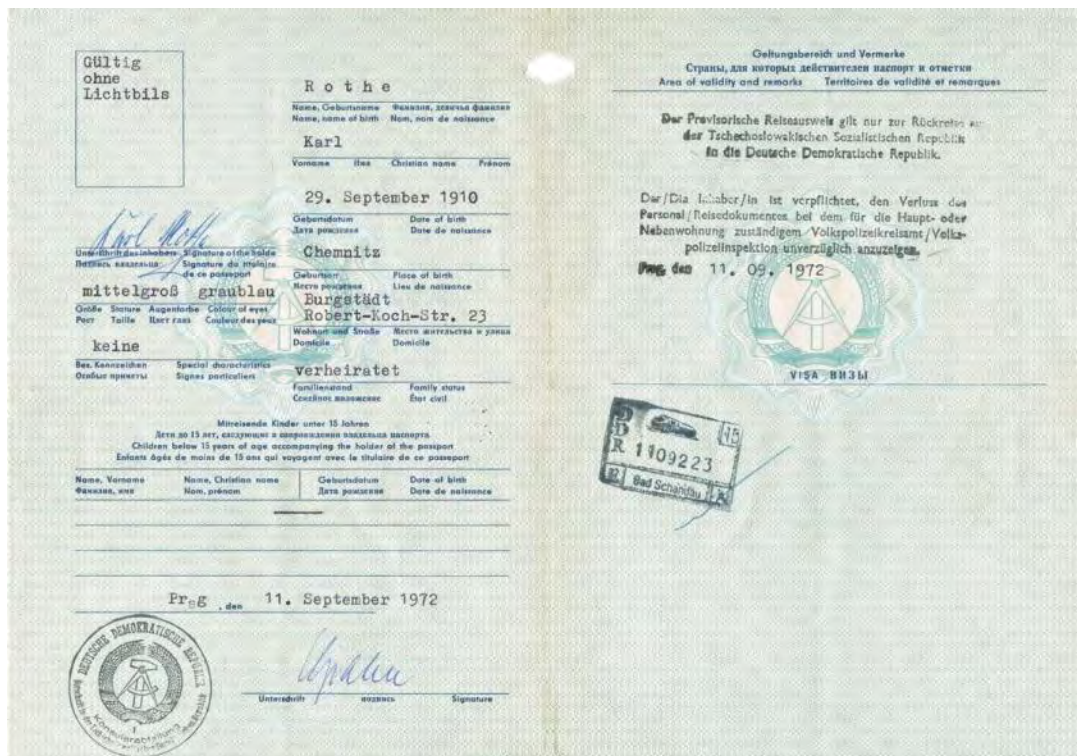 Gültig
ohne
Lichtbils
Rothe
Name, Geburtsname Фамилия, девичья фамилия
Name, name of birth Nom, nom de naissance
Karl
Vorname Имя Christian name Prénom
29. September 1910
Geburtsdatum Date of birth
Дата рождения Date de naissance
Karl Rothe
Unterschrift des Inhabers Signature of the holder
Подпись владельца Signature du titulaire
de ce passeport
Chemnitz
Geburtsort Place of birth
Место рождения Lieu de naissance
mittelgroß graublau
Größe Stature Augenfarbe Colour of eyes
Рост Taille Цвет глаз Couleur des yeux
Burgstädt
Robert-Koch-Str. 23
Wohnort und Straße Место жительства и улица
Domicile Domicile
keine
Bes. Kennzeichen Special characteristics
Особые приметы Signes particuliers
verheiratet
Familienstand Family status
Семейное положение État civil
Mitreisende Kinder unter 15 Jahren
Дети до 15 лет, следующие в сопровождении владельца паспорта
Children below 15 years of age accompanying the holder of the passport
Enfants âgés de moins de 15 ans qui voyagent avec le titulaire de ce passeport
Name, Vorname Name, Christian name Geburtsdatum Date of birth
Фамилия, имя Nom, prénom Дата рождения Date de naissance
Prag , den 11. September 1972
Unterschrift подпись Signature
DEUTSCHE DEMOKRATISCHE REPUBLIK
Konsularabteilung
1
Geltungsbereich und Vermerke
Страны, для которых действителен паспорт и отметки
Area of validity and remarks Territoires de validité et remarques
Der Provisorische Reiseausweis gilt nur zur Rückreise aus
der Tschechoslowakischen Sozialistischen Republik
in die Deutsche Demokratische Republik.
Der/Die Inhaber/in ist verpflichtet, den Verlust des
Personal/Reisedokumentes bei dem für die Haupt- oder
Nebenwohnung zuständigem Volkspolizeikreisamt/Volks-
polizeiinspektion unverzüglich anzuzeigen.
Prag den 11. 09. 1972
VISA ВИЗЫ
DDR
1109223
Bad Schandau